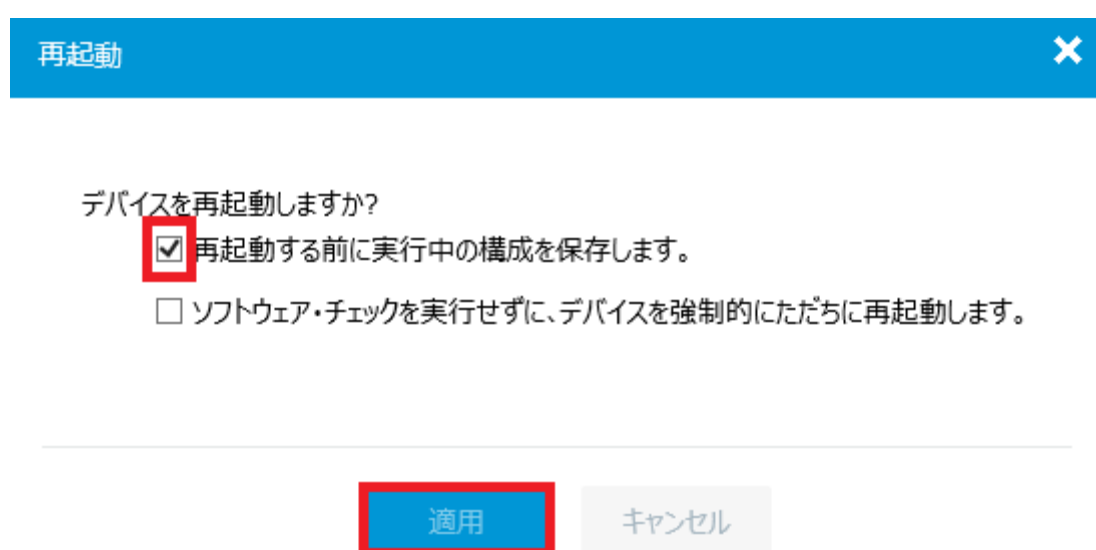 再起動
デバイスを再起動しますか?
再起動する前に実行中の構成を保存します。
ソフトウェア・チェックを実行せずに、デバイスを強制的にただちに再起動します。
適用
キャンセル